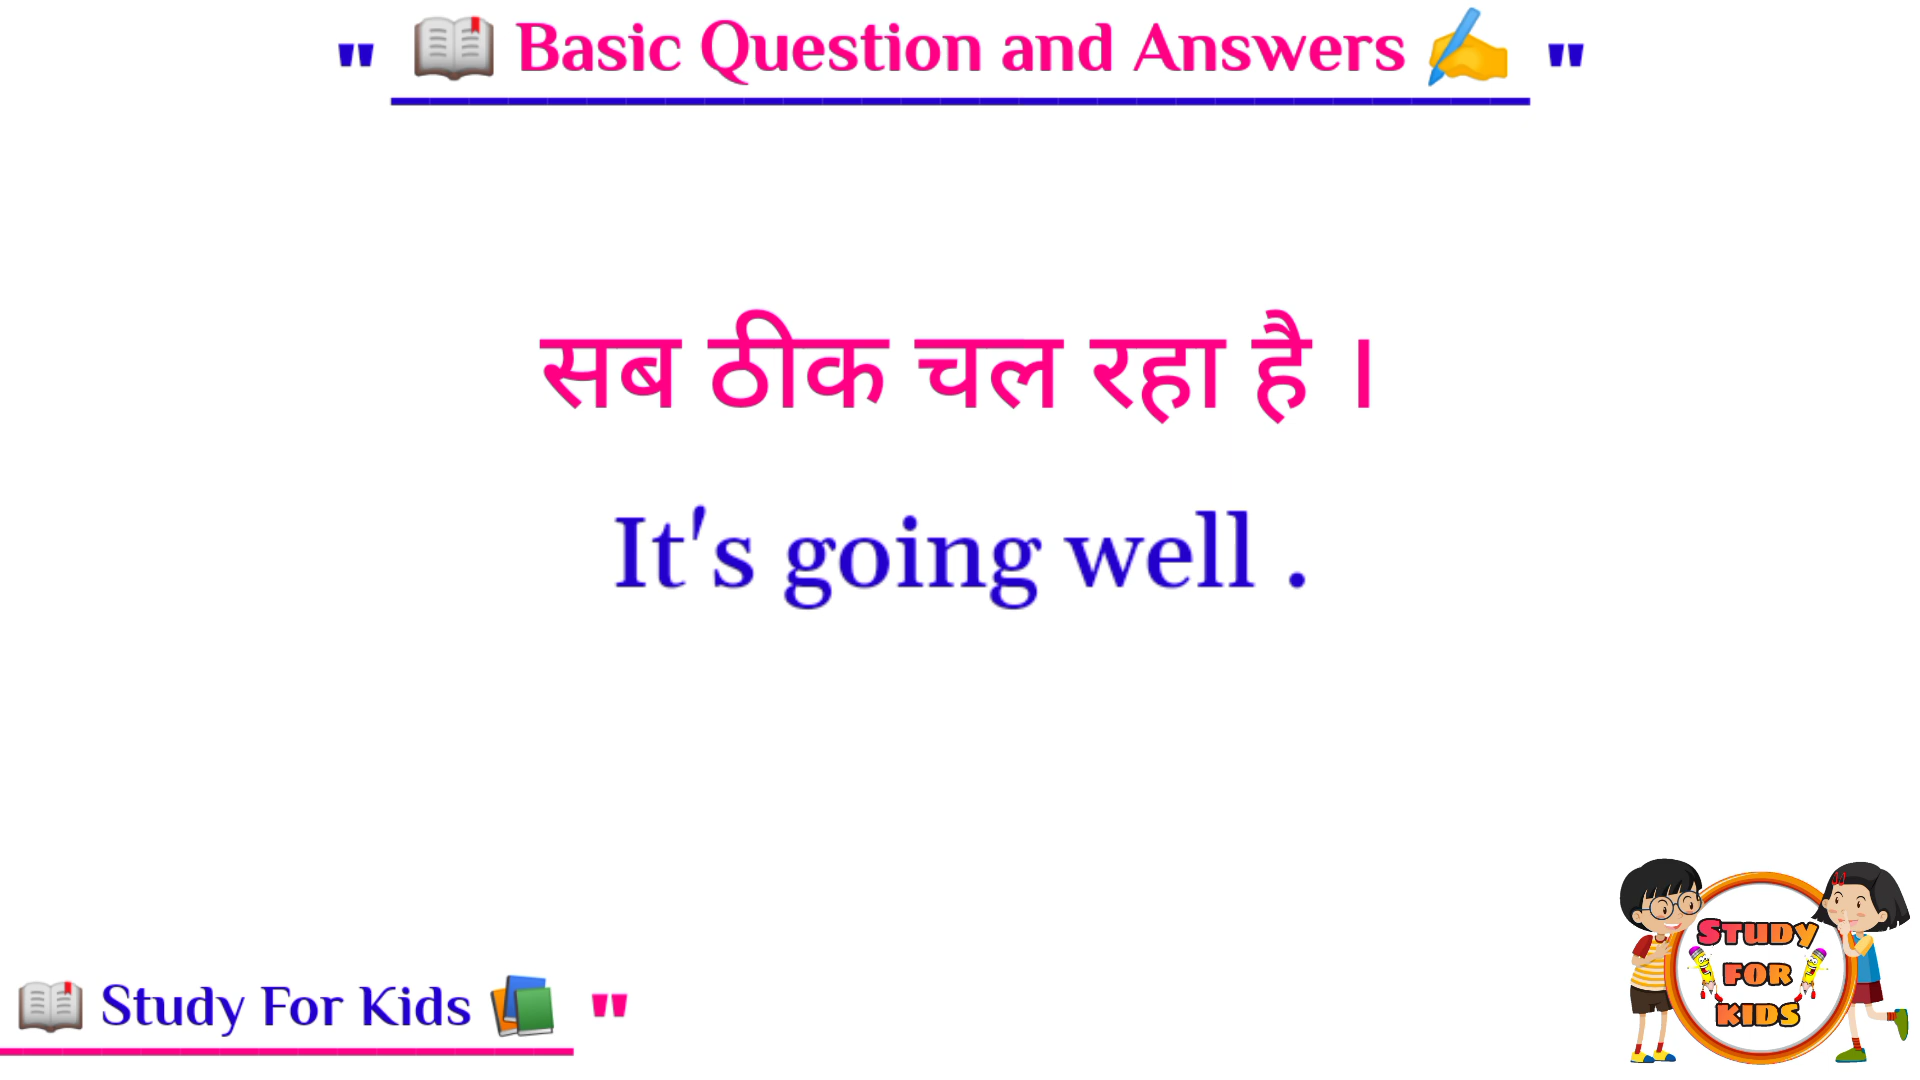 " 📖 Basic Question and Answers ✍️ "
सब ठीक चल रहा है ।
It's going well .
📖 Study For Kids 📚 "
STUDY
FOR
KIDS